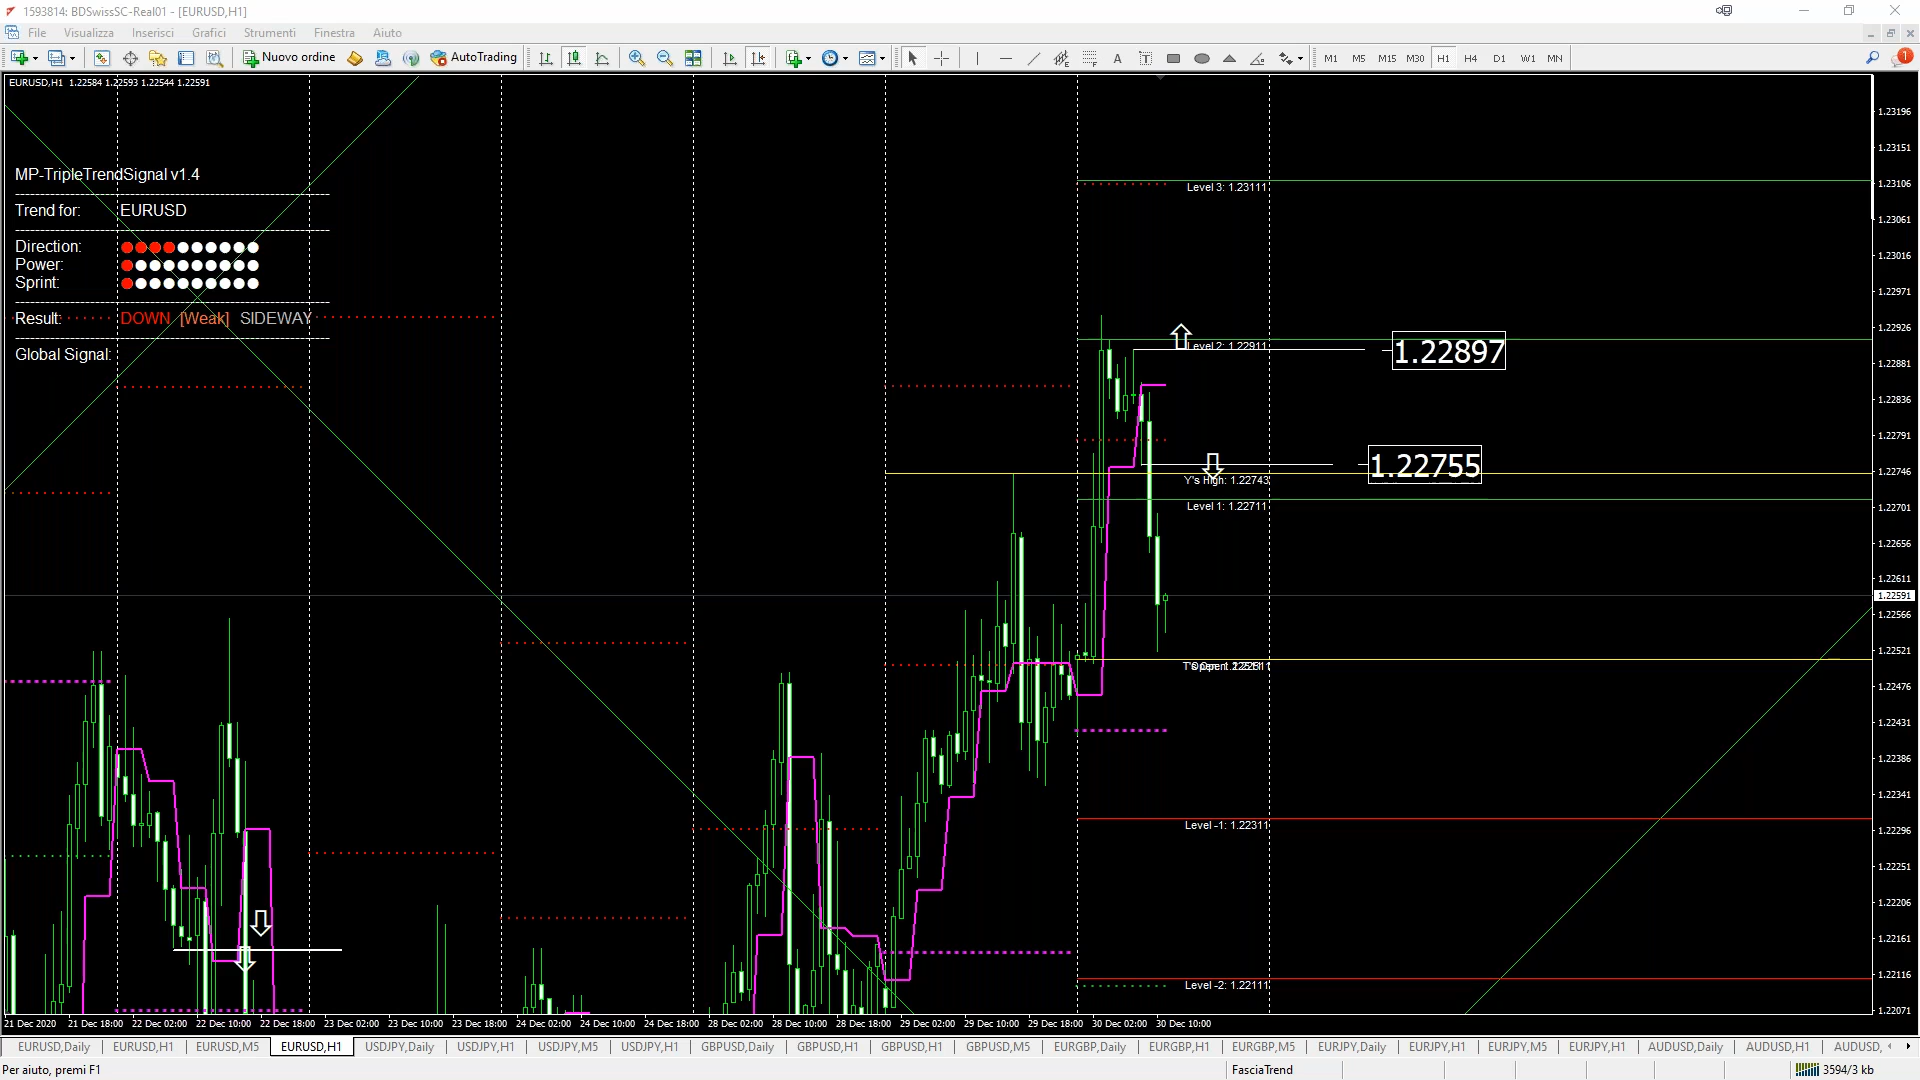 1593814: BDSwissSC-Real01 - [EURUSD,H1]
File Visualizza Inserisci Grafici Strumenti Finestra Aiuto
Nuovo ordine AutoTrading A T M1 M5 M15 M30 H1 H4 D1 W1 MN 1
EURUSD,H1 1.22584 1.22593 1.22544 1.22591
MP-TripleTrendSignal v1.4
Trend for: EURUSD
Direction:
Power:
Sprint:
Result: DOWN [Weak] SIDEWAY
Global Signal:
Level 3: 1.23111
Level 2: 1.22911
1.22897
1.22755
Y's High: 1.22743
Level 1: 1.22711
Level -1: 1.22311
Level -2: 1.22111
1.23196
1.23151
1.23106
1.23061
1.23016
1.22971
1.22926
1.22881
1.22836
1.22791
1.22746
1.22701
1.22656
1.22611
1.22591
1.22566
1.22521
1.22476
1.22431
1.22386
1.22341
1.22296
1.22251
1.22206
1.22161
1.22116
1.22071
21 Dec 2020 21 Dec 18:00 22 Dec 02:00 22 Dec 10:00 22 Dec 18:00 23 Dec 02:00 23 Dec 10:00 23 Dec 18:00 24 Dec 02:00 24 Dec 10:00 24 Dec 18:00 28 Dec 02:00 28 Dec 10:00 28 Dec 18:00 29 Dec 02:00 29 Dec 10:00 29 Dec 18:00 30 Dec 02:00 30 Dec 10:00
EURUSD,Daily EURUSD,H1 EURUSD,M5 EURUSD,H1 USDJPY,Daily USDJPY,H1 USDJPY,M5 USDJPY,H1 GBPUSD,Daily GBPUSD,H1 GBPUSD,H1 GBPUSD,M5 EURGBP,Daily EURGBP,H1 EURGBP,M5 EURJPY,Daily EURJPY,H1 EURJPY,M5 EURJPY,H1 AUDUSD,Daily AUDUSD,H1 AUDUSD,
Per aiuto, premi F1 FasciaTrend 3594/3 kb